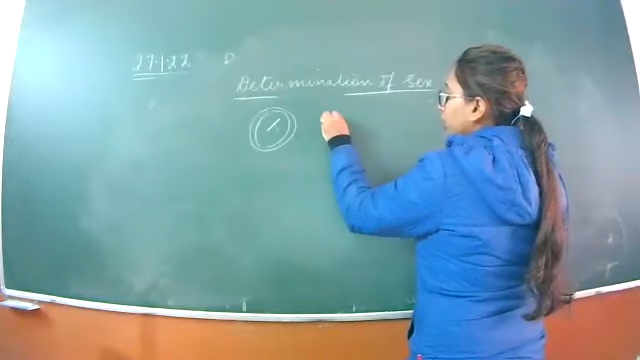 27.1.22 D
Determination of Sex